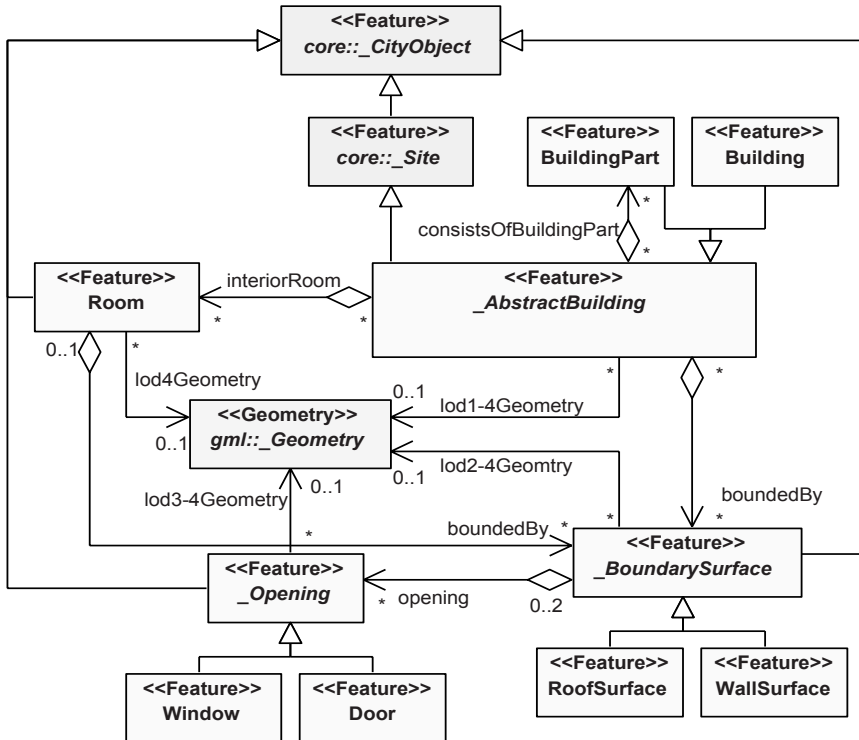 <<Feature>>
core::_CityObject
<<Feature>>
core::_Site
<<Feature>>
BuildingPart
<<Feature>>
Building
consistsOfBuildingPart
*
*
<<Feature>>
Room
interiorRoom
*
*
<<Feature>>
_AbstractBuilding
0..1
*
lod4Geometry
0..1
<<Geometry>>
gml::_Geometry
*
0..1
lod1-4Geometry
*
lod2-4Geomtry
0..1
lod3-4Geometry
0..1
*
boundedBy
*
*
boundedBy
*
<<Feature>>
_Opening
*
opening
0..2
<<Feature>>
_BoundarySurface
<<Feature>>
Window
<<Feature>>
Door
<<Feature>>
RoofSurface
<<Feature>>
WallSurface